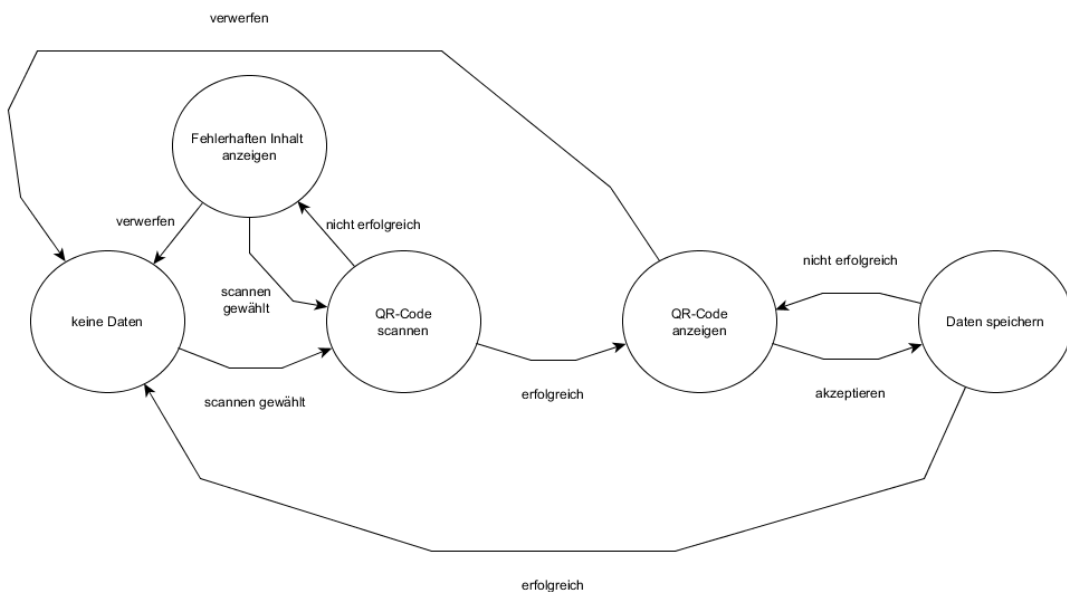 verwerfen
Fehlerhaften Inhalt
anzeigen
verwerfen
nicht erfolgreich
nicht erfolgreich
scannen
gewählt
keine Daten
QR-Code
scannen
QR-Code
anzeigen
Daten speichern
scannen gewählt
erfolgreich
akzeptieren
erfolgreich